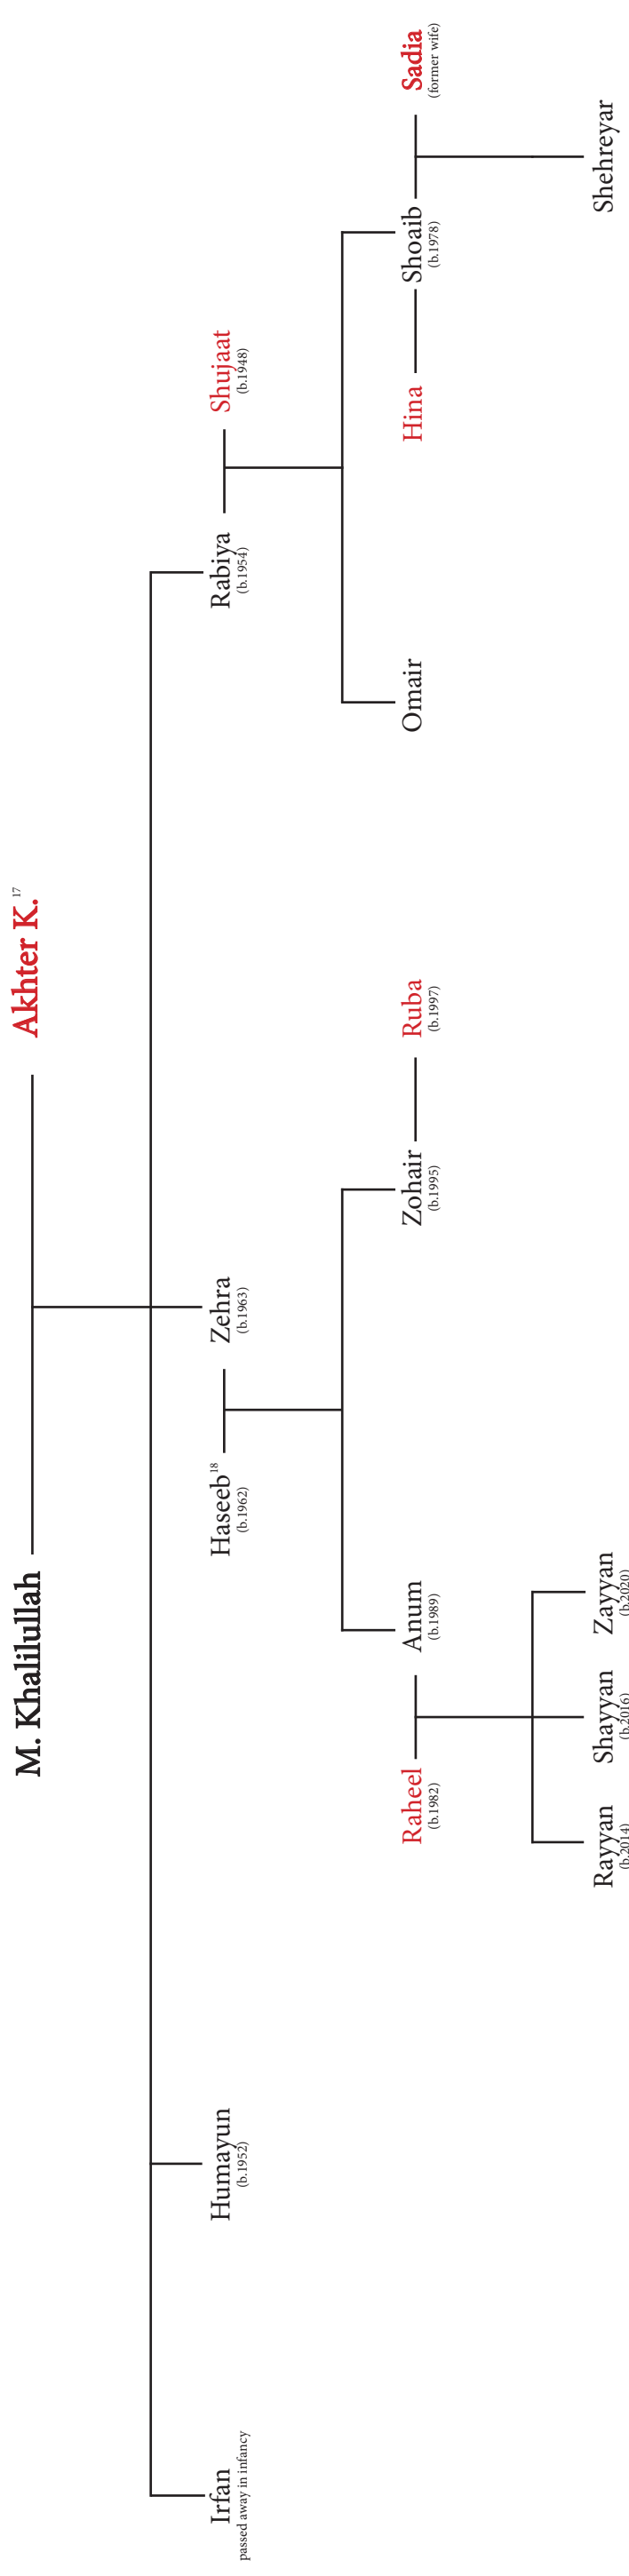 M. Khalilullah
Akhter K.17
Irfan
passed away in infancy
Humayun
(b.1952)
Haseeb18
(b.1962)
Zehra
(b.1963)
Rabiya
(b.1954)
Shujaat
(b.1948)
Raheel
(b.1982)
Anum
(b.1989)
Zohair
(b.1995)
Ruba
(b.1997)
Omair
Hina
Shoaib
(b.1978)
Sadia
(former wife)
Rayyan
(b.2014)
Shayyan
(b.2016)
Zayyan
(b.2020)
Shehreyar